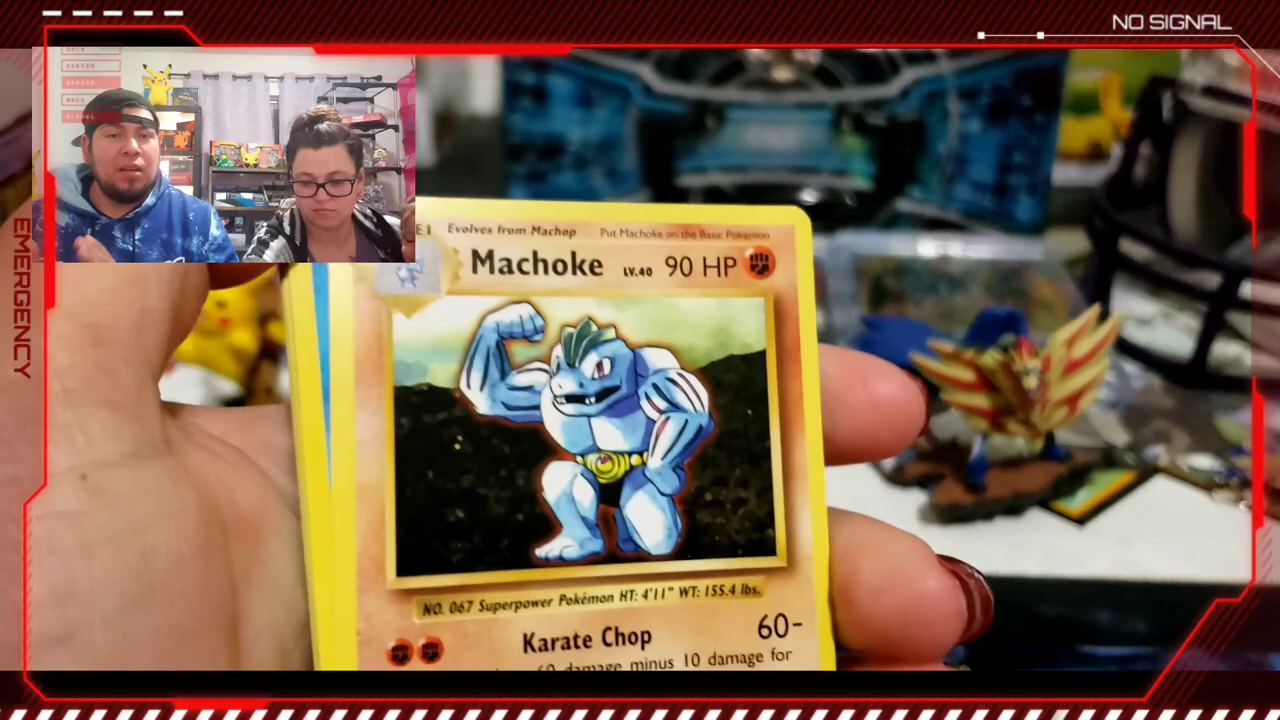 NO SIGNAL
EMERGENCY
Evolves from Machop Put Machoke on the Basic Pokémon
Machoke LV.40 90 HP
NO. 067 Superpower Pokémon HT: 4'11" WT: 155.4 lbs.
Karate Chop 60-
damage minus 10 damage for